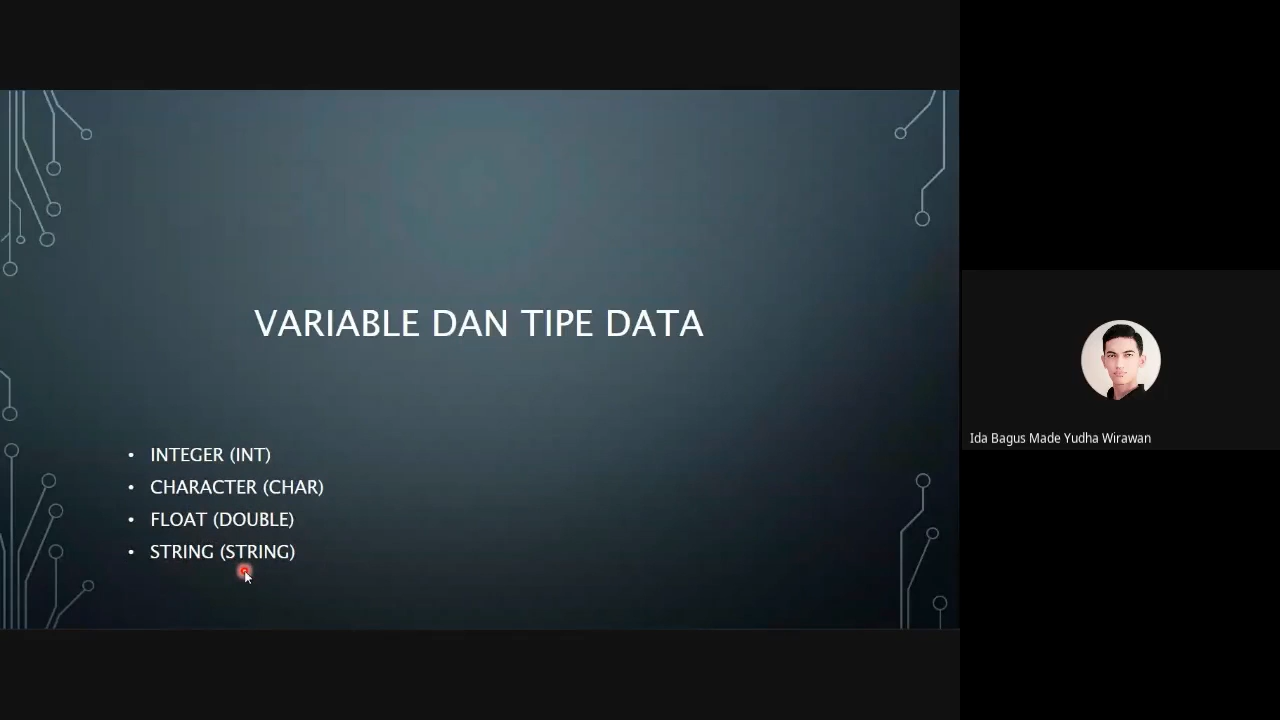 VARIABLE DAN TIPE DATA
• INTEGER (INT)
• CHARACTER (CHAR)
• FLOAT (DOUBLE)
• STRING (STRING)
Ida Bagus Made Yudha Wirawan